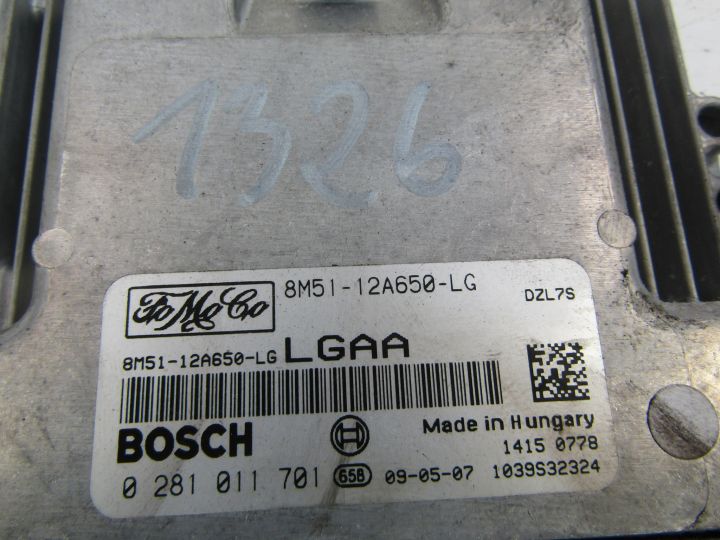 1326
FoMoCo 8M51-12A650-LG DZL7S
8M51-12A650-LG LGAA
BOSCH Made in Hungary
1415 0778
0 281 011 701 658 09-05-07 1039S32324